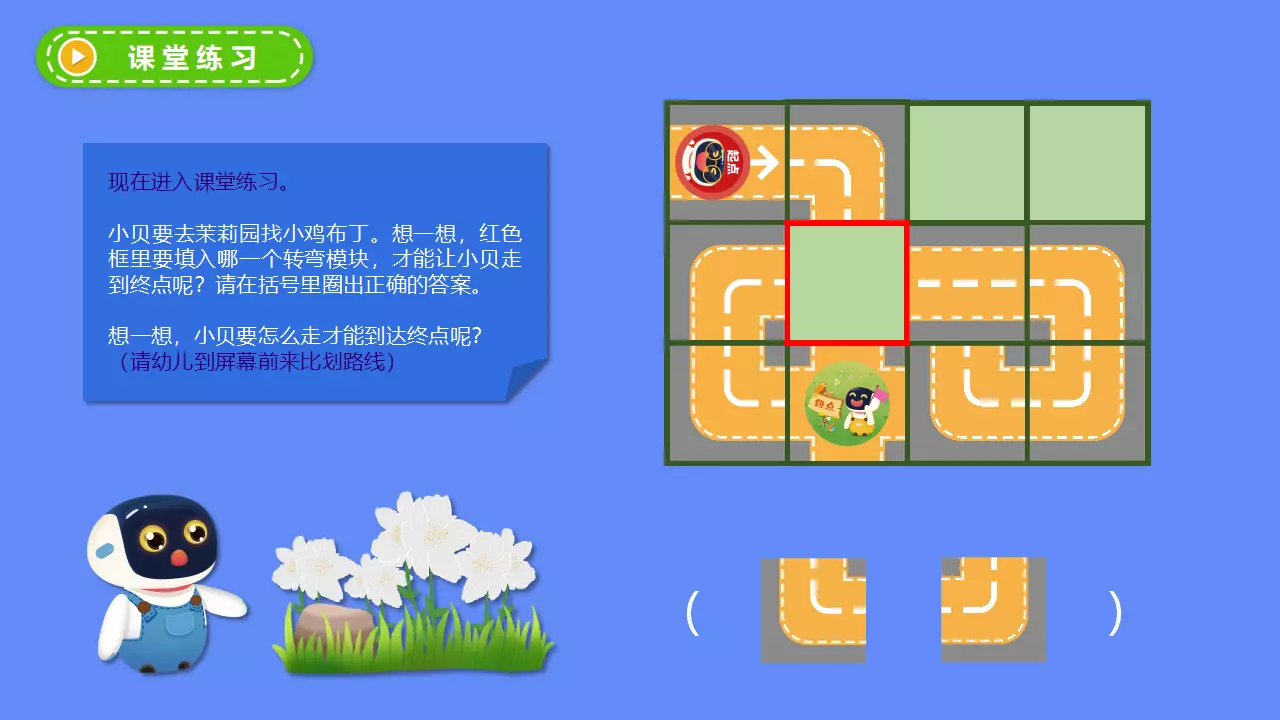 课堂练习
现在进入课堂练习。
小贝要去茉莉园找小鸡布丁。想一想，红色
框里要填入哪一个转弯模块，才能让小贝走
到终点呢？请在括号里圈出正确的答案。
想一想，小贝要怎么走才能到达终点呢？
（请幼儿到屏幕前来比划路线）
起点
终点
（ ）